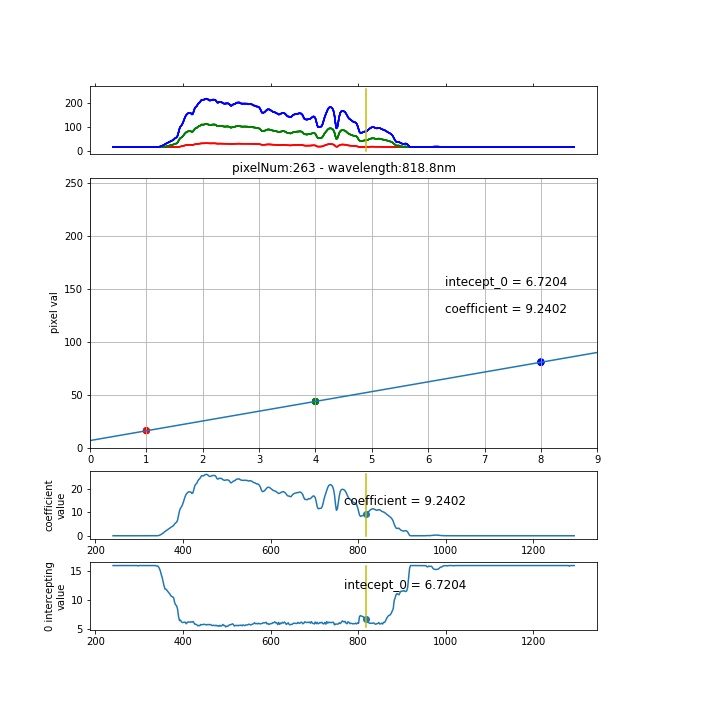 200
100
0
pixelNum:263 - wavelength:818.8nm
250
200
150
100
50
0
pixel val
intecept_0 = 6.7204
coefficient = 9.2402
0 1 2 3 4 5 6 7 8 9
20
10
0
coefficient
value
coefficient = 9.2402
200 400 600 800 1000 1200
15
10
5
0 intercepting
value
intecept_0 = 6.7204
200 400 600 800 1000 1200